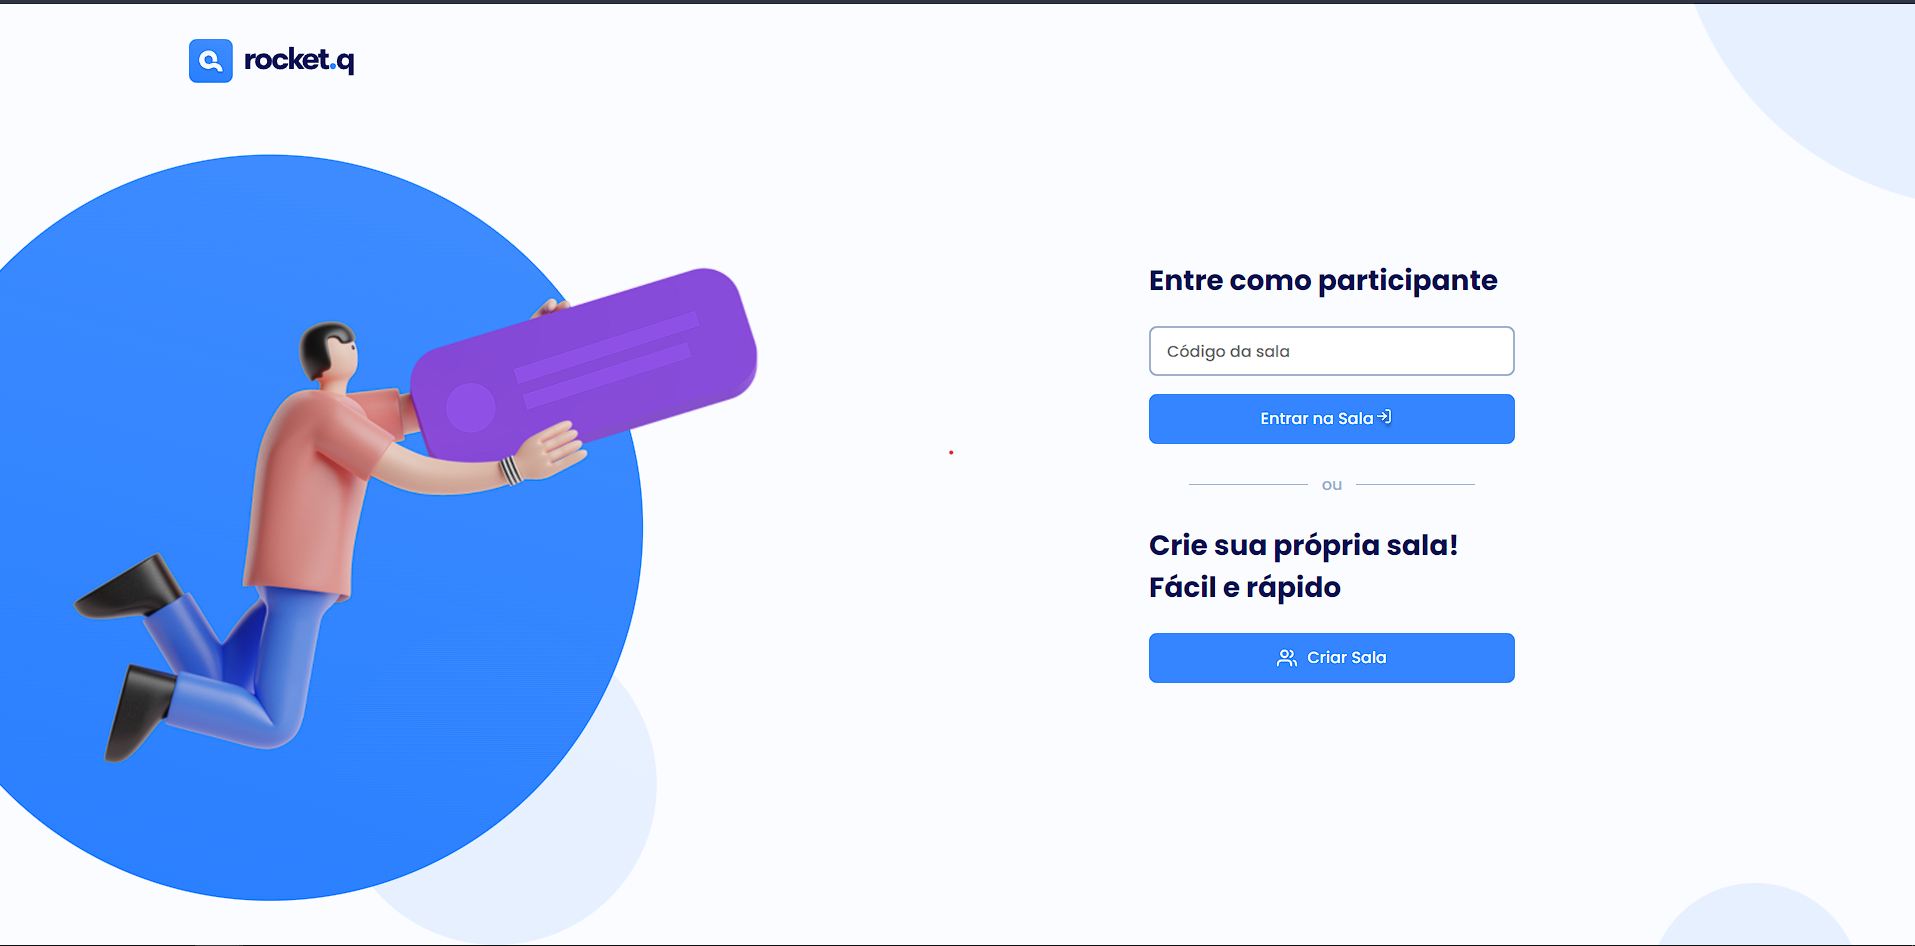 rocket.q
Entre como participante
Código da sala
Entrar na Sala
ou
Crie sua própria sala!
Fácil e rápido
Criar Sala